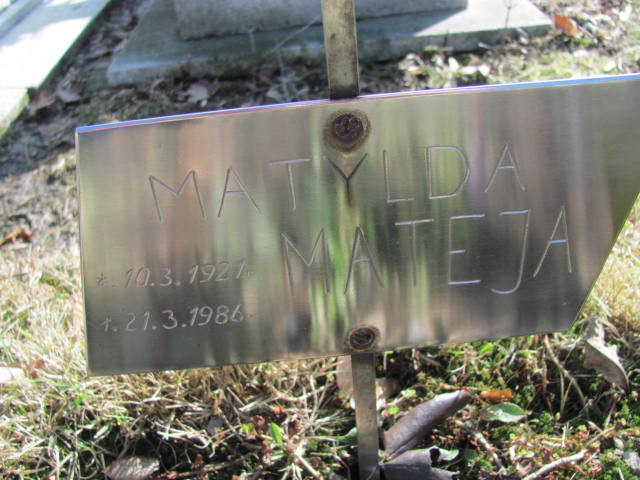 MATYLDA
MATEJA
*. 10.3.1921.
+. 21.3.1986